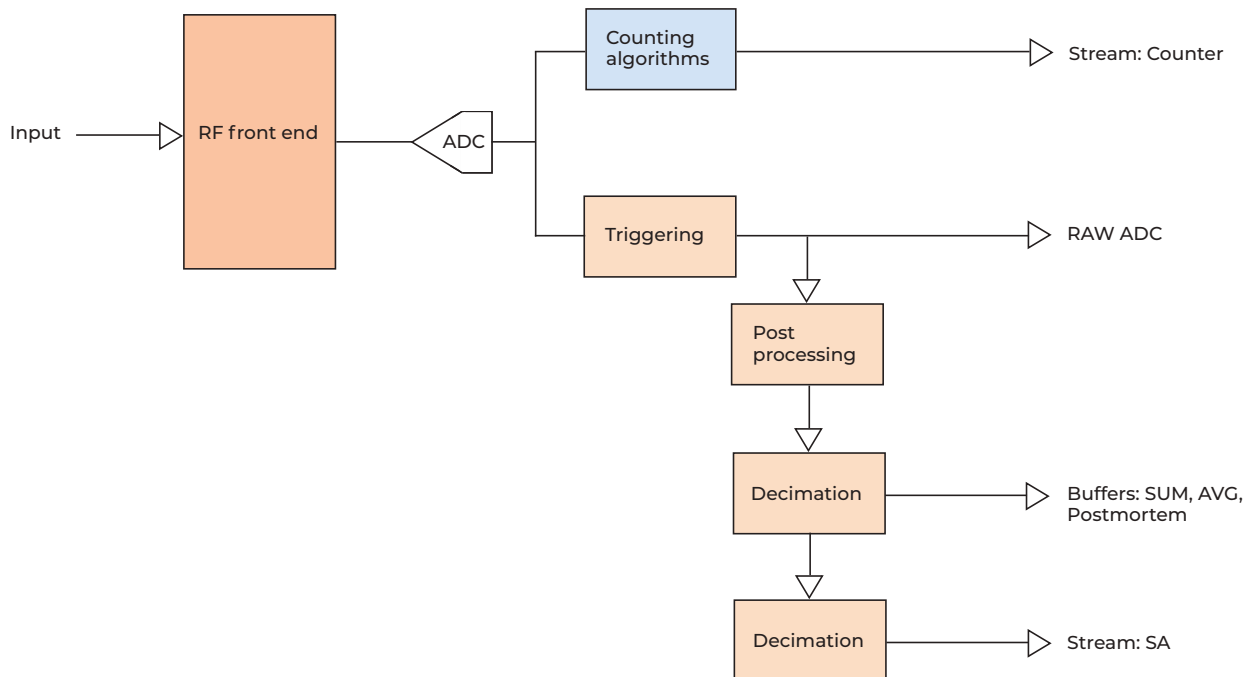 Counting
algorithms
Stream: Counter
Input
RF front end
ADC
Triggering
RAW ADC
Post
processing
Decimation
Buffers: SUM, AVG,
Postmortem
Decimation
Stream: SA